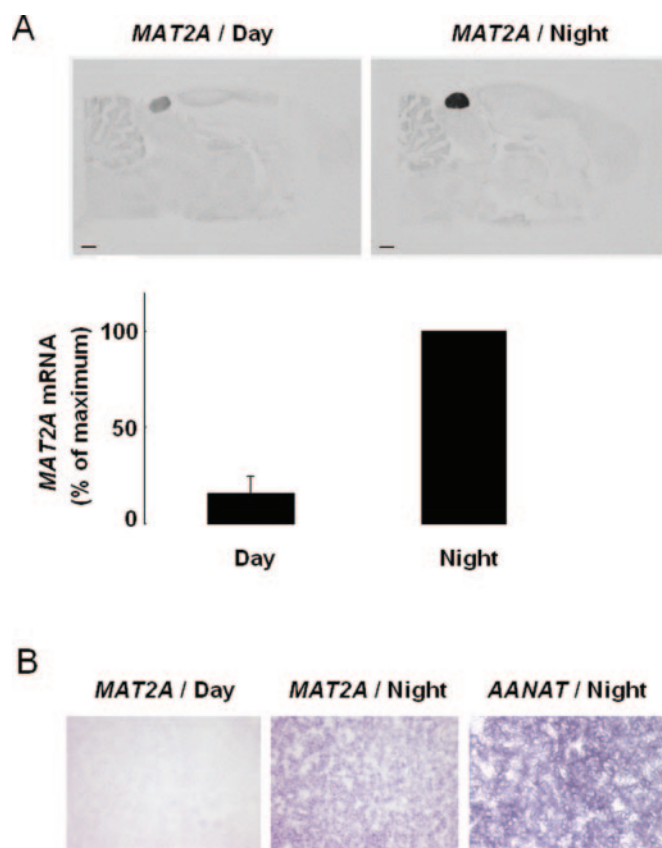 A
MAT2A / Day
MAT2A / Night
MAT2A mRNA
(% of maximum)
100
50
0
Day
Night
B
MAT2A / Day
MAT2A / Night
AANAT / Night